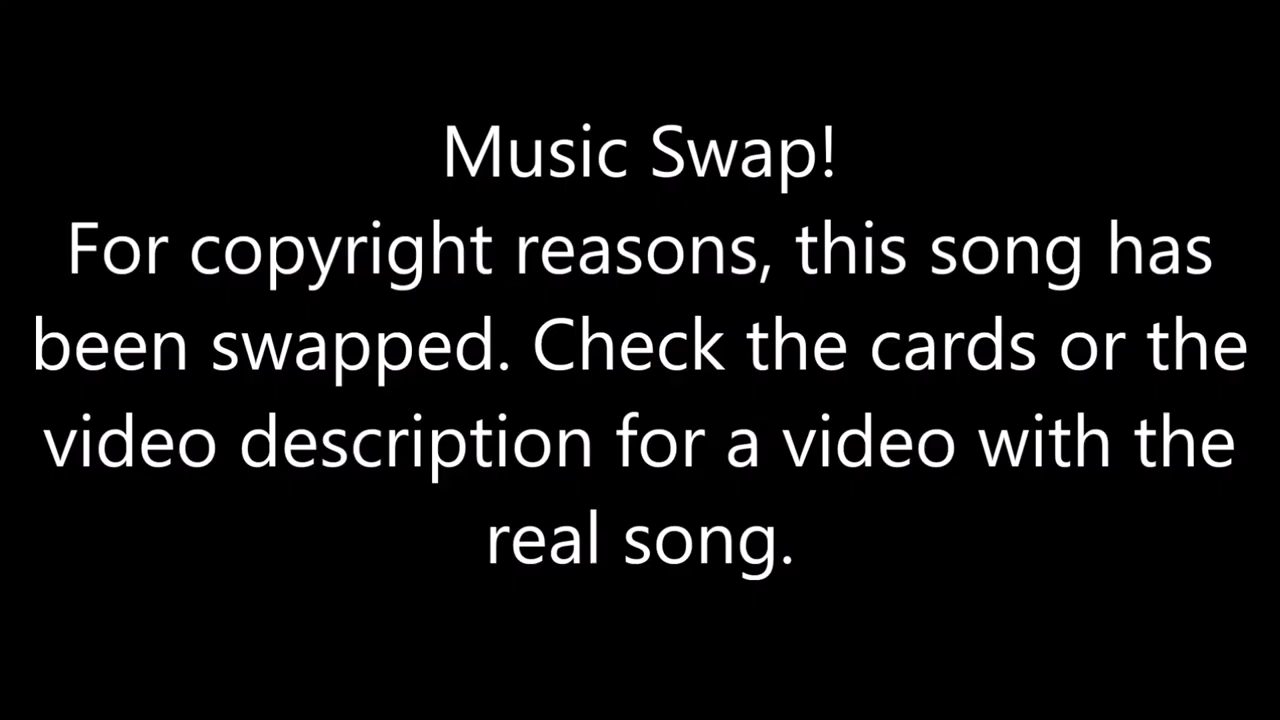 Music Swap!
For copyright reasons, this song has
been swapped. Check the cards or the
video description for a video with the
real song.